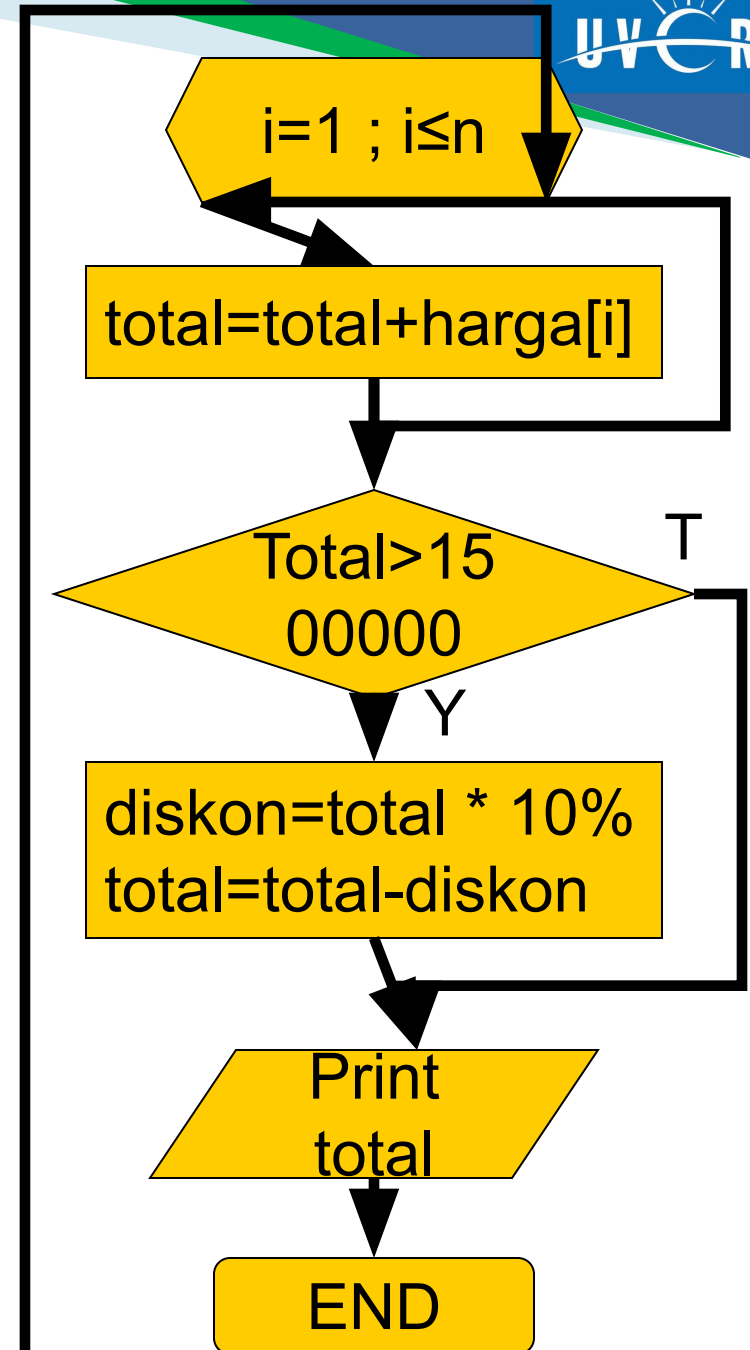 i=1 ; i≤n
total=total+harga[i]
Total>15
00000
T
Y
diskon=total * 10%
total=total-diskon
Print
total
END